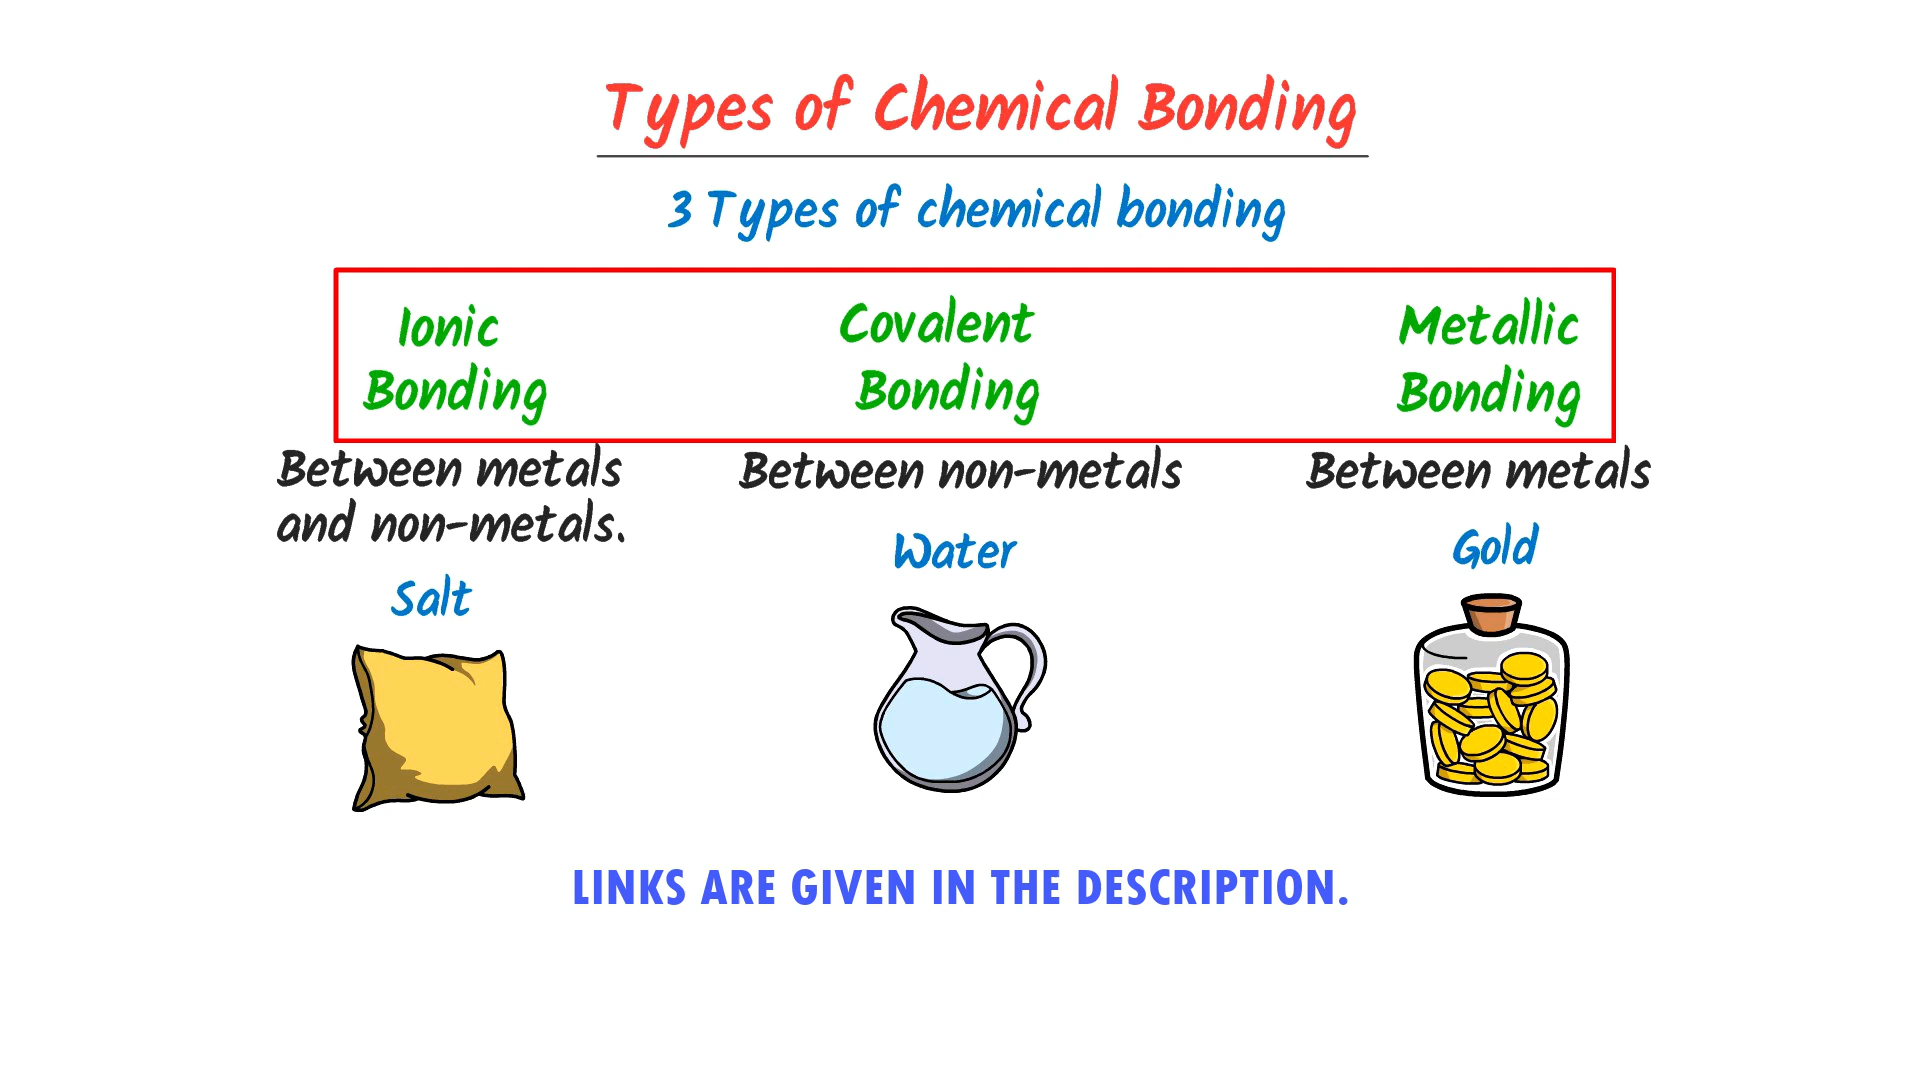 Types of Chemical Bonding
3 Types of chemical bonding
Ionic
Bonding
Covalent
Bonding
Metallic
Bonding
Between metals
and non-metals.
Between non-metals
Between metals
Salt
Water
Gold
LINKS ARE GIVEN IN THE DESCRIPTION.